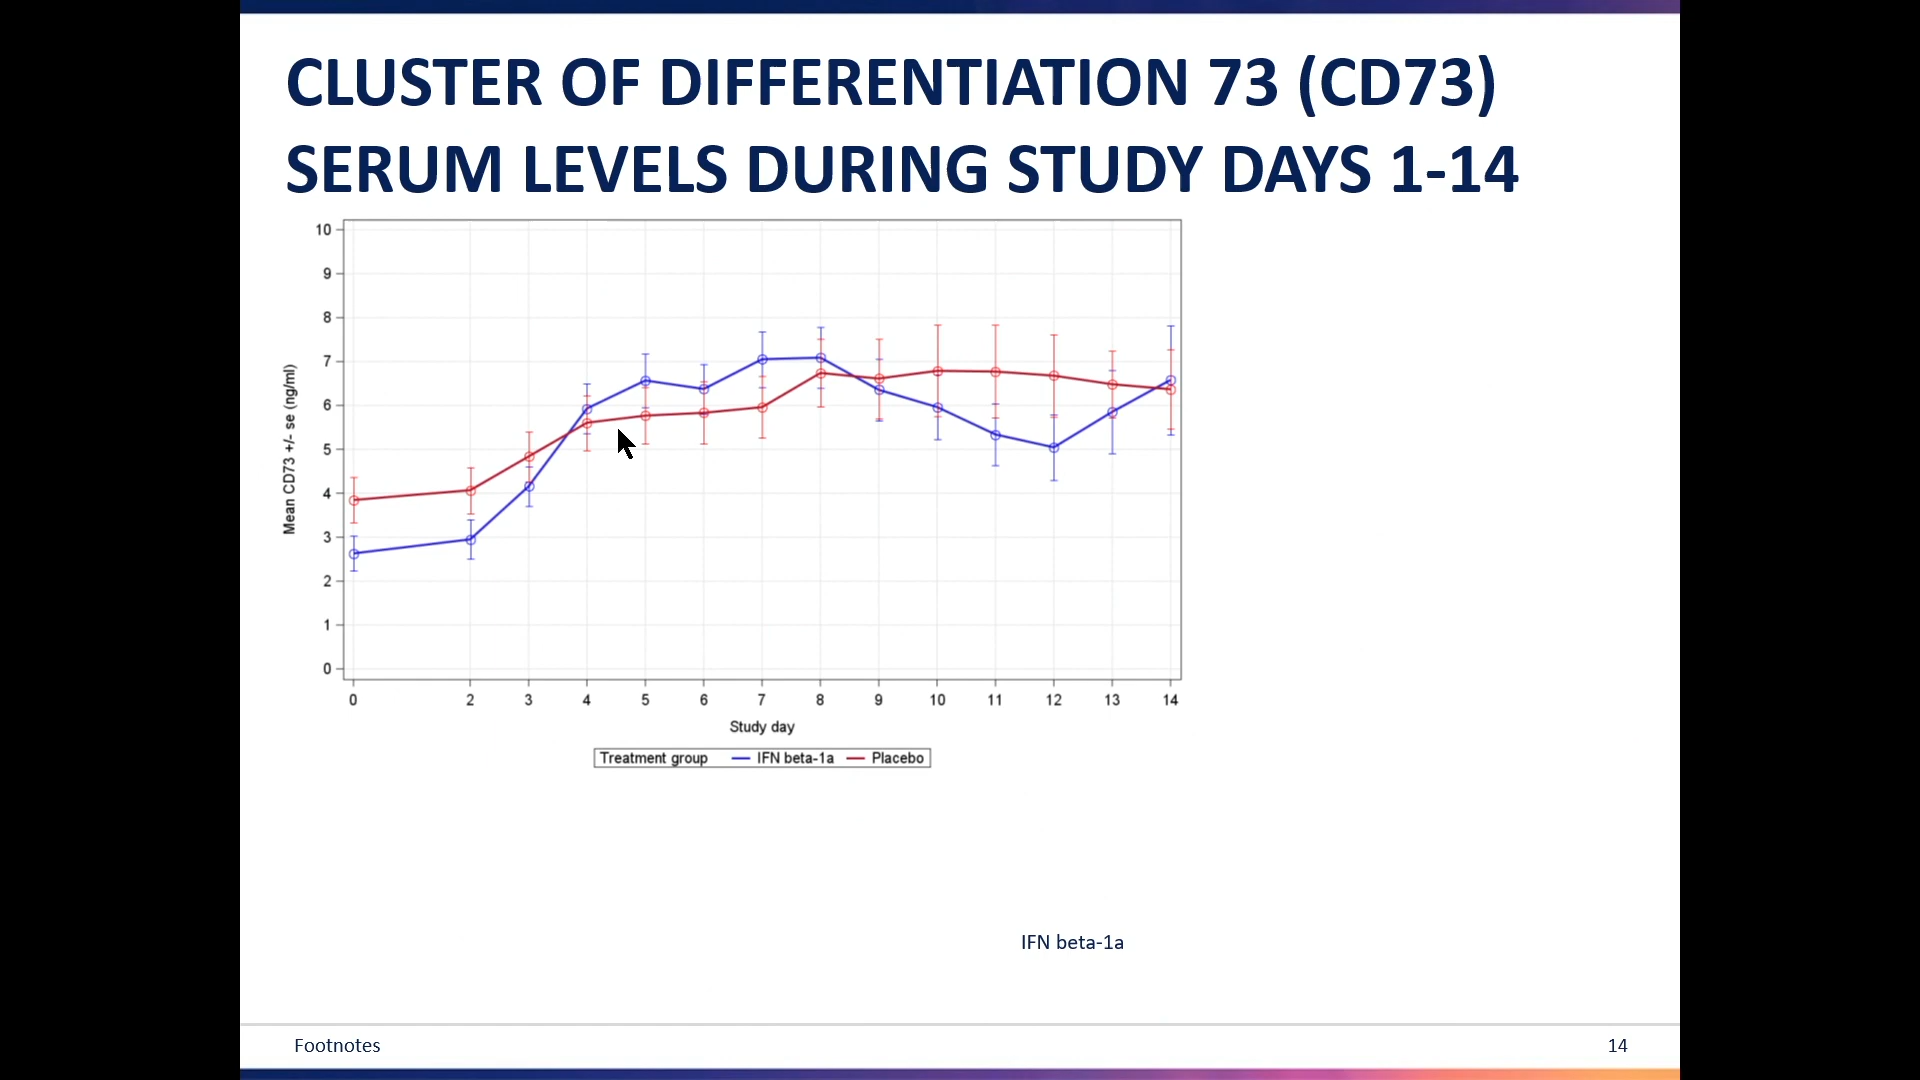 CLUSTER OF DIFFERENTIATION 73 (CD73)
SERUM LEVELS DURING STUDY DAYS 1-14
10
9
8
7
6
5
4
3
2
1
0
Mean CD73 +/- se (ng/ml)
0 2 3 4 5 6 7 8 9 10 11 12 13 14
Study day
Treatment group IFN beta-1a Placebo
IFN beta-1a
Footnotes 14